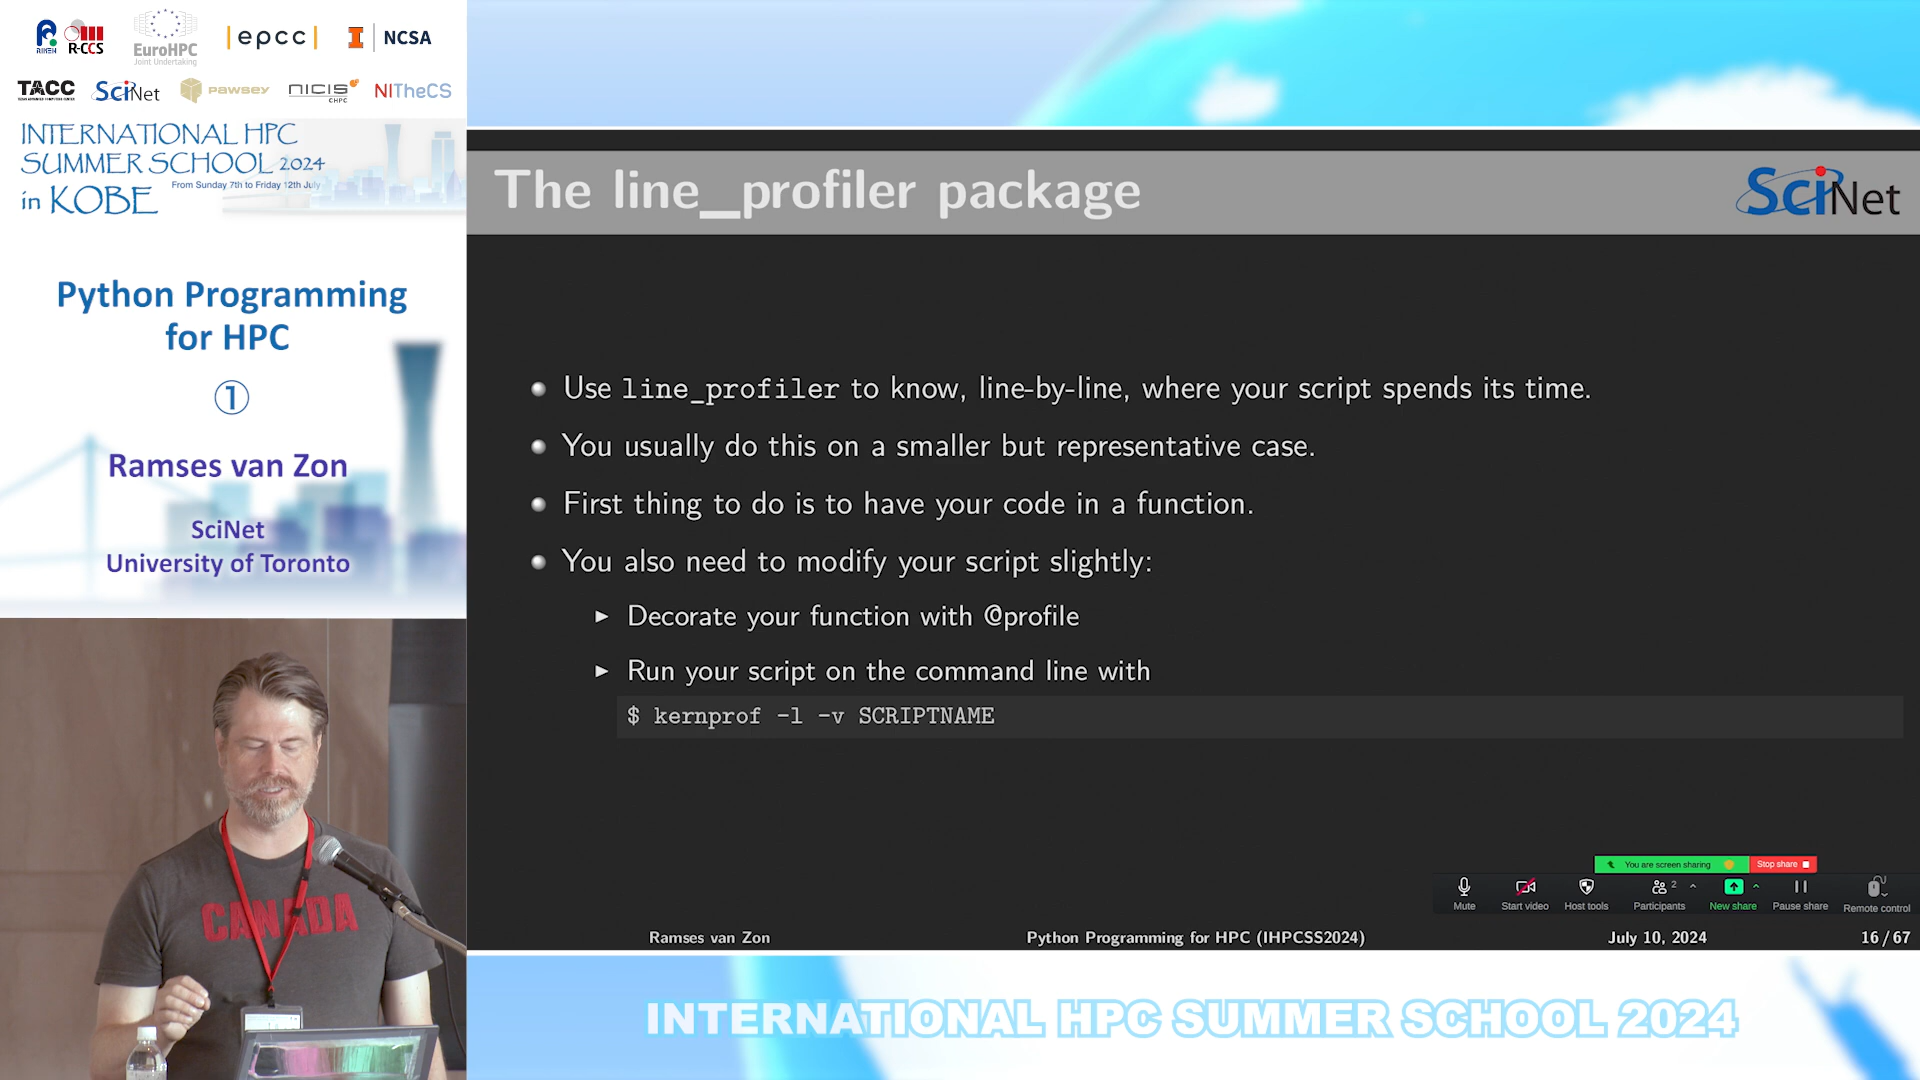 RIKEN
R-CCS
EuroHPC
Joint Undertaking
epcc
NCSA
TACC
SciNet
PAWSEY
NICIS
CHPC
NITheCS
INTERNATIONAL HPC
SUMMER SCHOOL 2024
in KOBE
From Sunday 7th to Friday 12th July
Python Programming
for HPC
①
Ramses van Zon
SciNet
University of Toronto
CANADA
The line_profiler package
SciNet
Use line_profiler to know, line-by-line, where your script spends its time.
You usually do this on a smaller but representative case.
First thing to do is to have your code in a function.
You also need to modify your script slightly:
Decorate your function with @profile
Run your script on the command line with
$ kernprof -l -v SCRIPTNAME
You are screen sharing
Stop share
2
Mute
Start video
Host tools
Participants
New share
Pause share
Remote control
Ramses van Zon
Python Programming for HPC (IHPCSS2024)
July 10, 2024
16/67
INTERNATIONAL HPC SUMMER SCHOOL 2024